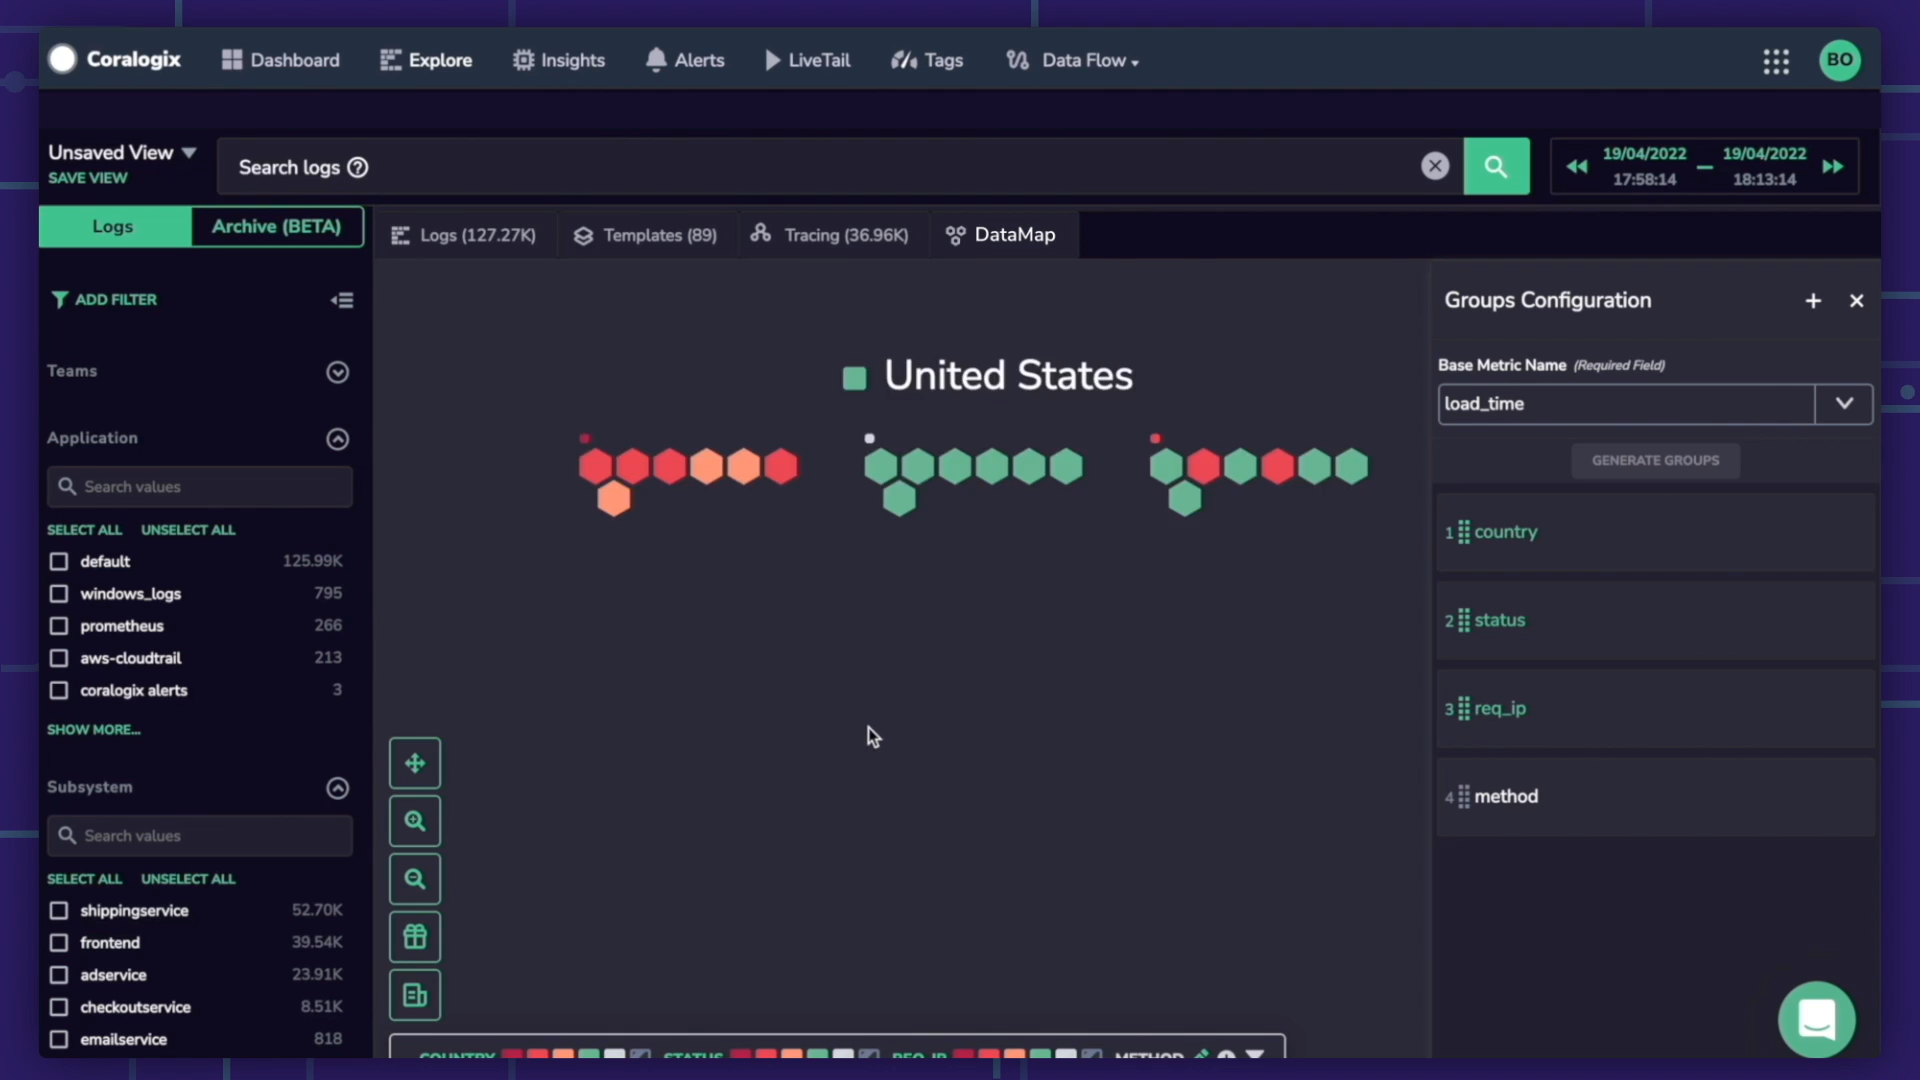 Coralogix
Dashboard
Explore
Insights
Alerts
LiveTail
Tags
Data Flow
BO
Unsaved View
SAVE VIEW
Search logs
19/04/2022
17:58:14
19/04/2022
18:13:14
Logs
Archive (BETA)
Logs (127.27K)
Templates (89)
Tracing (36.96K)
DataMap
ADD FILTER
Teams
Application
Search values
SELECT ALL UNSELECT ALL
default 125.99K
windows_logs 795
prometheus 266
aws-cloudtrail 213
coralogix alerts 3
SHOW MORE...
Subsystem
Search values
SELECT ALL UNSELECT ALL
shippingservice 52.70K
frontend 39.54K
adservice 23.91K
checkoutservice 8.51K
emailservice 818
United States
COUNTRY STATUS REQ_IP METHOD
Groups Configuration
Base Metric Name (Required Field)
load_time
GENERATE GROUPS
1 country
2 status
3 req_ip
4 method